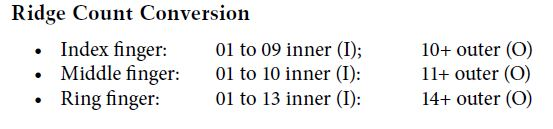 Ridge Count Conversion
• Index finger: 01 to 09 inner (I); 10+ outer (O)
• Middle finger: 01 to 10 inner (I): 11+ outer (O)
• Ring finger: 01 to 13 inner (I): 14+ outer (O)